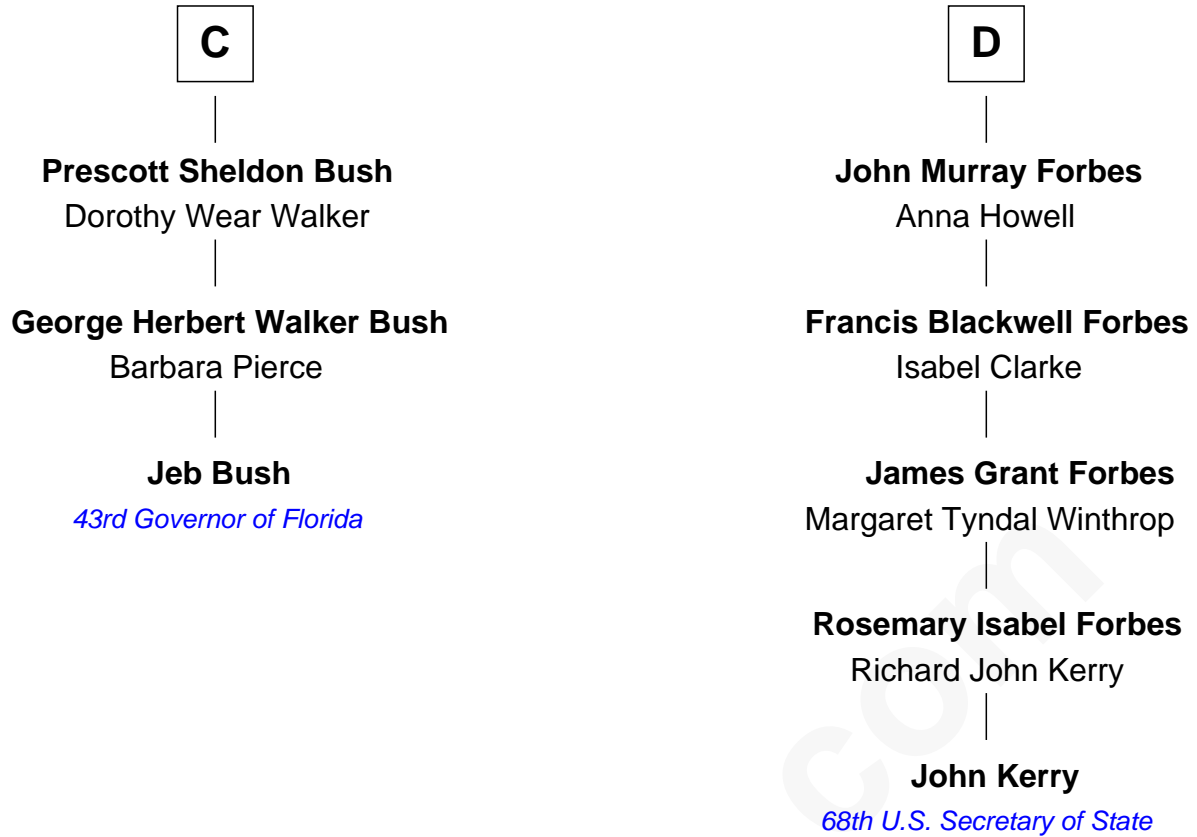 C
Prescott Sheldon Bush
Dorothy Wear Walker
George Herbert Walker Bush
Barbara Pierce
Jeb Bush
43rd Governor of Florida
D
John Murray Forbes
Anna Howell
Francis Blackwell Forbes
Isabel Clarke
James Grant Forbes
Margaret Tyndal Winthrop
Rosemary Isabel Forbes
Richard John Kerry
John Kerry
68th U.S. Secretary of State
com